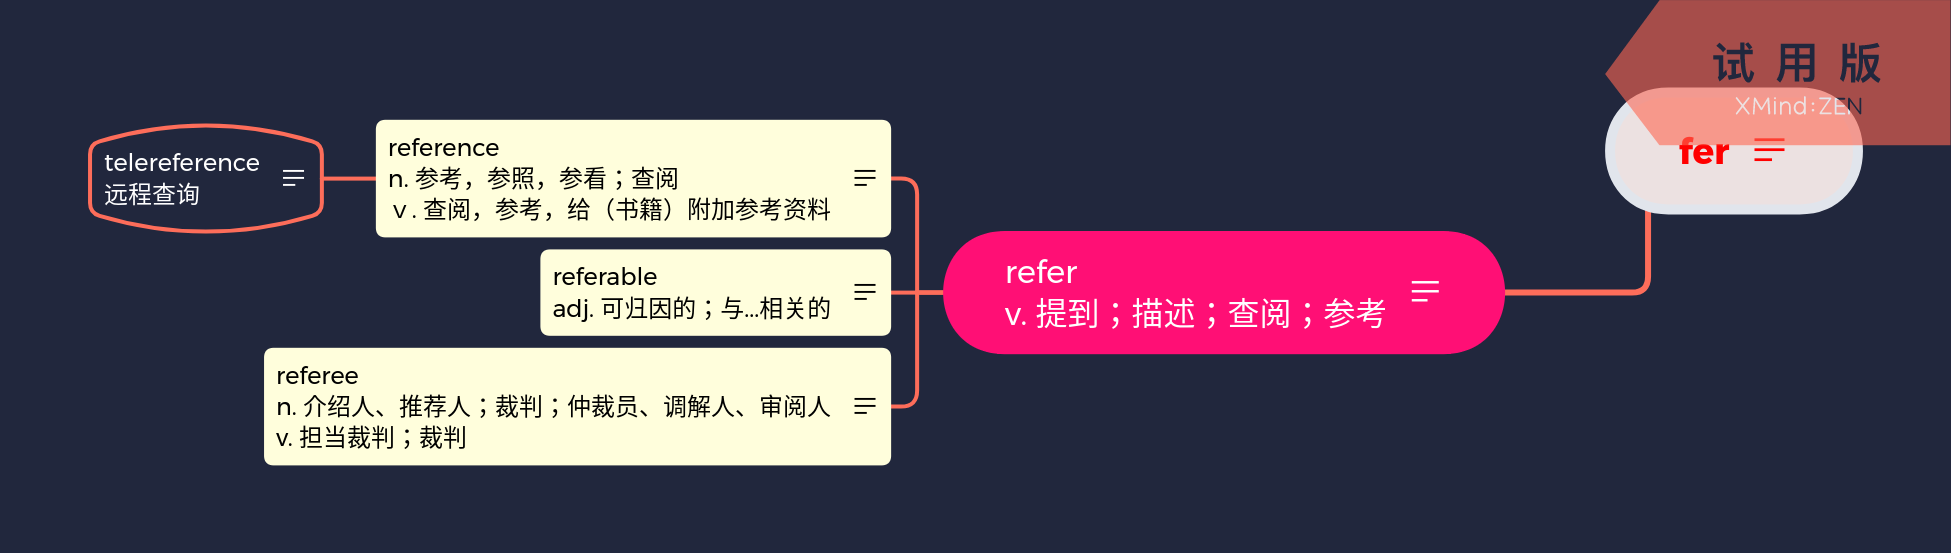 试 用 版
XMind:ZEN
fer
refer
v. 提到；描述；查阅；参考
reference
n. 参考，参照，参看；查阅
v . 查阅，参考，给（书籍）附加参考资料
telereference
远程查询
referable
adj. 可归因的；与...相关的
referee
n. 介绍人、推荐人；裁判；仲裁员、调解人、审阅人
v. 担当裁判；裁判